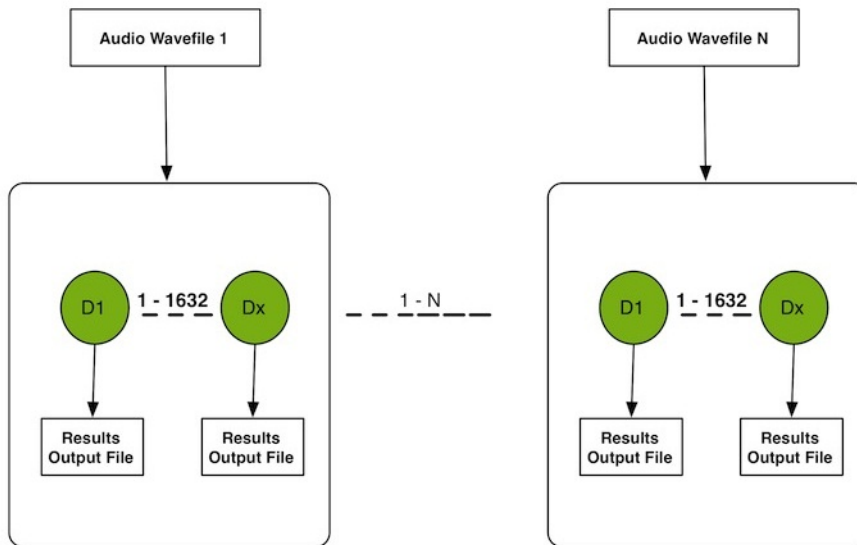 Audio Wavefile 1
Audio Wavefile N
D1
1 - 1632
Dx
1 - N
D1
1 - 1632
Dx
Results
Output File
Results
Output File
Results
Output File
Results
Output File